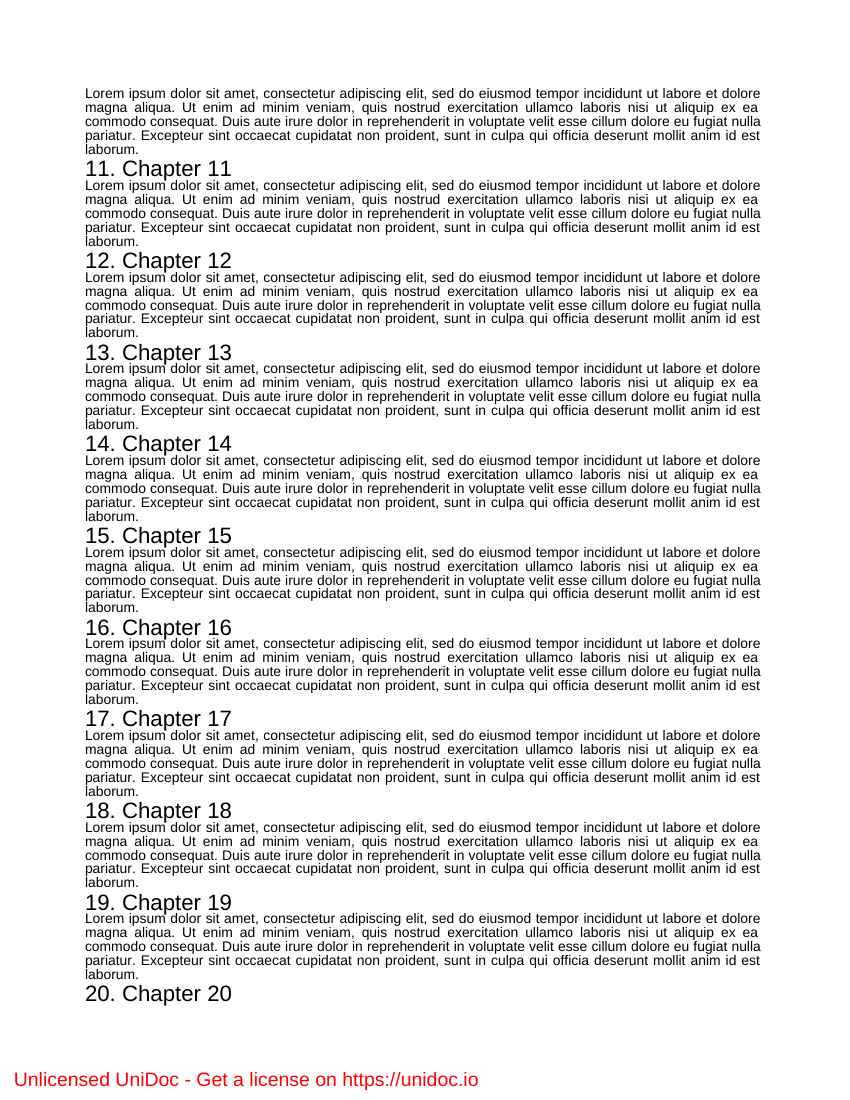 Lorem ipsum dolor sit amet, consectetur adipiscing elit, sed do eiusmod tempor incididunt ut labore et dolore
magna aliqua. Ut enim ad minim veniam, quis nostrud exercitation ullamco laboris nisi ut aliquip ex ea
commodo consequat. Duis aute irure dolor in reprehenderit in voluptate velit esse cillum dolore eu fugiat nulla
pariatur. Excepteur sint occaecat cupidatat non proident, sunt in culpa qui officia deserunt mollit anim id est
laborum.
11. Chapter 11
Lorem ipsum dolor sit amet, consectetur adipiscing elit, sed do eiusmod tempor incididunt ut labore et dolore
magna aliqua. Ut enim ad minim veniam, quis nostrud exercitation ullamco laboris nisi ut aliquip ex ea
commodo consequat. Duis aute irure dolor in reprehenderit in voluptate velit esse cillum dolore eu fugiat nulla
pariatur. Excepteur sint occaecat cupidatat non proident, sunt in culpa qui officia deserunt mollit anim id est
laborum.
12. Chapter 12
Lorem ipsum dolor sit amet, consectetur adipiscing elit, sed do eiusmod tempor incididunt ut labore et dolore
magna aliqua. Ut enim ad minim veniam, quis nostrud exercitation ullamco laboris nisi ut aliquip ex ea
commodo consequat. Duis aute irure dolor in reprehenderit in voluptate velit esse cillum dolore eu fugiat nulla
pariatur. Excepteur sint occaecat cupidatat non proident, sunt in culpa qui officia deserunt mollit anim id est
laborum.
13. Chapter 13
Lorem ipsum dolor sit amet, consectetur adipiscing elit, sed do eiusmod tempor incididunt ut labore et dolore
magna aliqua. Ut enim ad minim veniam, quis nostrud exercitation ullamco laboris nisi ut aliquip ex ea
commodo consequat. Duis aute irure dolor in reprehenderit in voluptate velit esse cillum dolore eu fugiat nulla
pariatur. Excepteur sint occaecat cupidatat non proident, sunt in culpa qui officia deserunt mollit anim id est
laborum.
14. Chapter 14
Lorem ipsum dolor sit amet, consectetur adipiscing elit, sed do eiusmod tempor incididunt ut labore et dolore
magna aliqua. Ut enim ad minim veniam, quis nostrud exercitation ullamco laboris nisi ut aliquip ex ea
commodo consequat. Duis aute irure dolor in reprehenderit in voluptate velit esse cillum dolore eu fugiat nulla
pariatur. Excepteur sint occaecat cupidatat non proident, sunt in culpa qui officia deserunt mollit anim id est
laborum.
15. Chapter 15
Lorem ipsum dolor sit amet, consectetur adipiscing elit, sed do eiusmod tempor incididunt ut labore et dolore
magna aliqua. Ut enim ad minim veniam, quis nostrud exercitation ullamco laboris nisi ut aliquip ex ea
commodo consequat. Duis aute irure dolor in reprehenderit in voluptate velit esse cillum dolore eu fugiat nulla
pariatur. Excepteur sint occaecat cupidatat non proident, sunt in culpa qui officia deserunt mollit anim id est
laborum.
16. Chapter 16
Lorem ipsum dolor sit amet, consectetur adipiscing elit, sed do eiusmod tempor incididunt ut labore et dolore
magna aliqua. Ut enim ad minim veniam, quis nostrud exercitation ullamco laboris nisi ut aliquip ex ea
commodo consequat. Duis aute irure dolor in reprehenderit in voluptate velit esse cillum dolore eu fugiat nulla
pariatur. Excepteur sint occaecat cupidatat non proident, sunt in culpa qui officia deserunt mollit anim id est
laborum.
17. Chapter 17
Lorem ipsum dolor sit amet, consectetur adipiscing elit, sed do eiusmod tempor incididunt ut labore et dolore
magna aliqua. Ut enim ad minim veniam, quis nostrud exercitation ullamco laboris nisi ut aliquip ex ea
commodo consequat. Duis aute irure dolor in reprehenderit in voluptate velit esse cillum dolore eu fugiat nulla
pariatur. Excepteur sint occaecat cupidatat non proident, sunt in culpa qui officia deserunt mollit anim id est
laborum.
18. Chapter 18
Lorem ipsum dolor sit amet, consectetur adipiscing elit, sed do eiusmod tempor incididunt ut labore et dolore
magna aliqua. Ut enim ad minim veniam, quis nostrud exercitation ullamco laboris nisi ut aliquip ex ea
commodo consequat. Duis aute irure dolor in reprehenderit in voluptate velit esse cillum dolore eu fugiat nulla
pariatur. Excepteur sint occaecat cupidatat non proident, sunt in culpa qui officia deserunt mollit anim id est
laborum.
19. Chapter 19
Lorem ipsum dolor sit amet, consectetur adipiscing elit, sed do eiusmod tempor incididunt ut labore et dolore
magna aliqua. Ut enim ad minim veniam, quis nostrud exercitation ullamco laboris nisi ut aliquip ex ea
commodo consequat. Duis aute irure dolor in reprehenderit in voluptate velit esse cillum dolore eu fugiat nulla
pariatur. Excepteur sint occaecat cupidatat non proident, sunt in culpa qui officia deserunt mollit anim id est
laborum.
20. Chapter 20
Unlicensed UniDoc - Get a license on https://unidoc.io